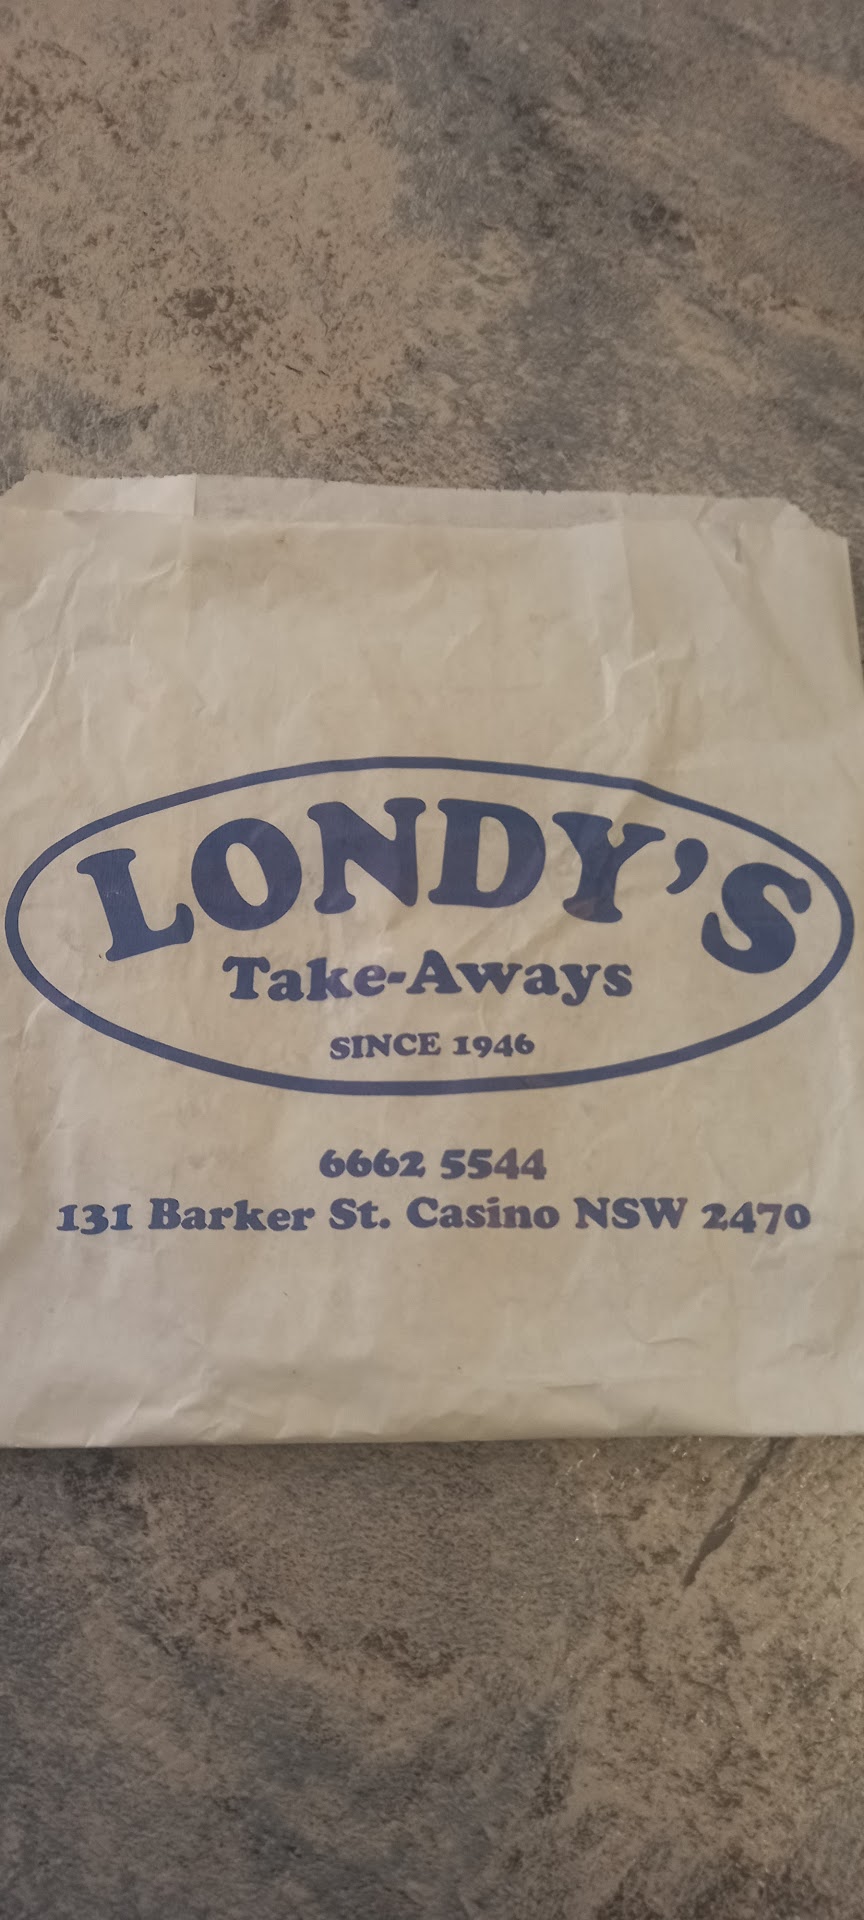 LONDY'S
Take-Aways
SINCE 1946
6662 5544
131 Barker St. Casino NSW 2470